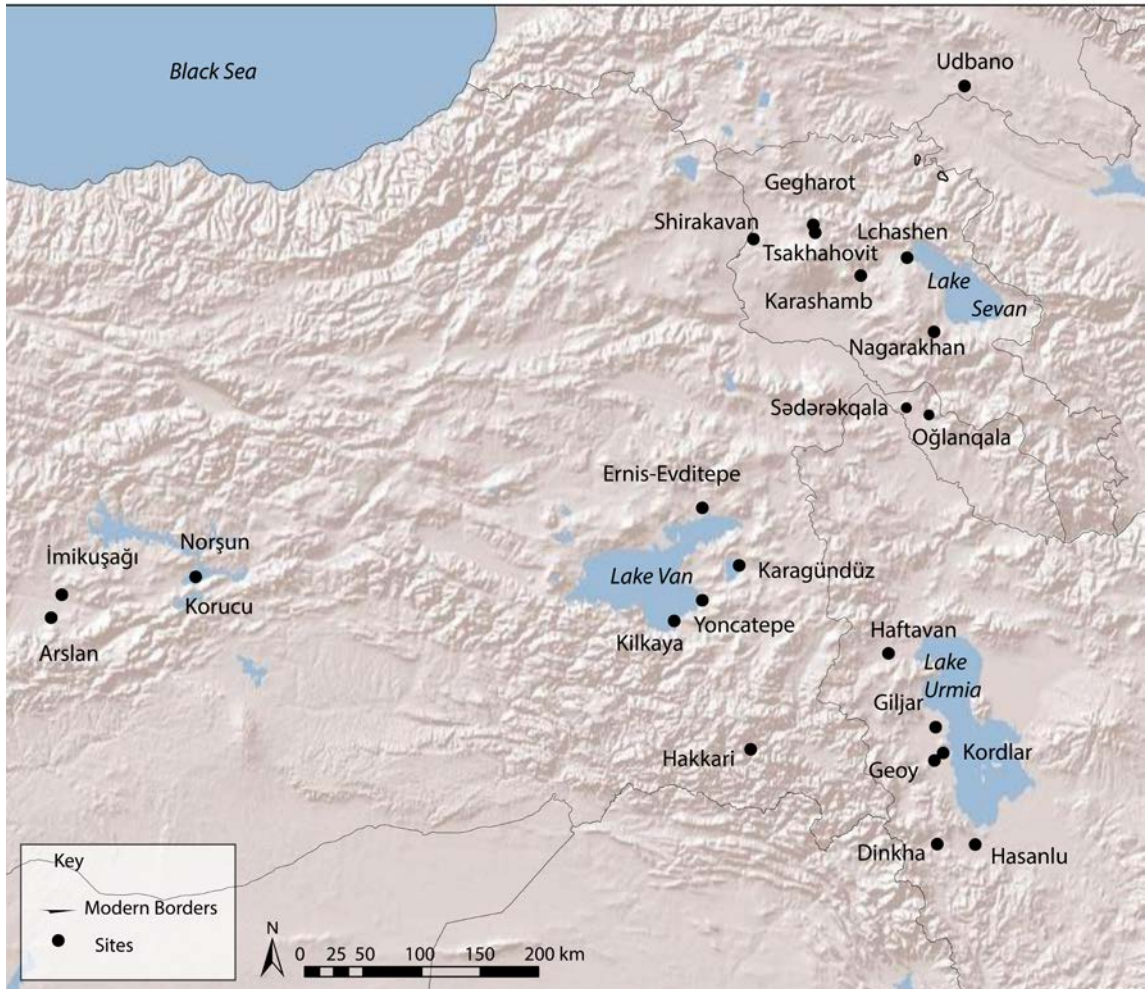 Black Sea
Udbano
Gegharot
Shirakavan
Lchashen
Tsakhahovit
Lake
Sevan
Karashamb
Nagarakhan
Sədərəkqala
Oğlanqala
Ernis-Evditepe
Norşun
İmikuşağı
Lake Van
Karagündüz
Korucu
Yoncatepe
Arslan
Kilkaya
Haftavan
Lake
Urmia
Giljar
Hakkari
Kordlar
Geoy
Dinkha
Hasanlu
Key
Modern Borders
Sites
N
0 25 50 100 150 200 km